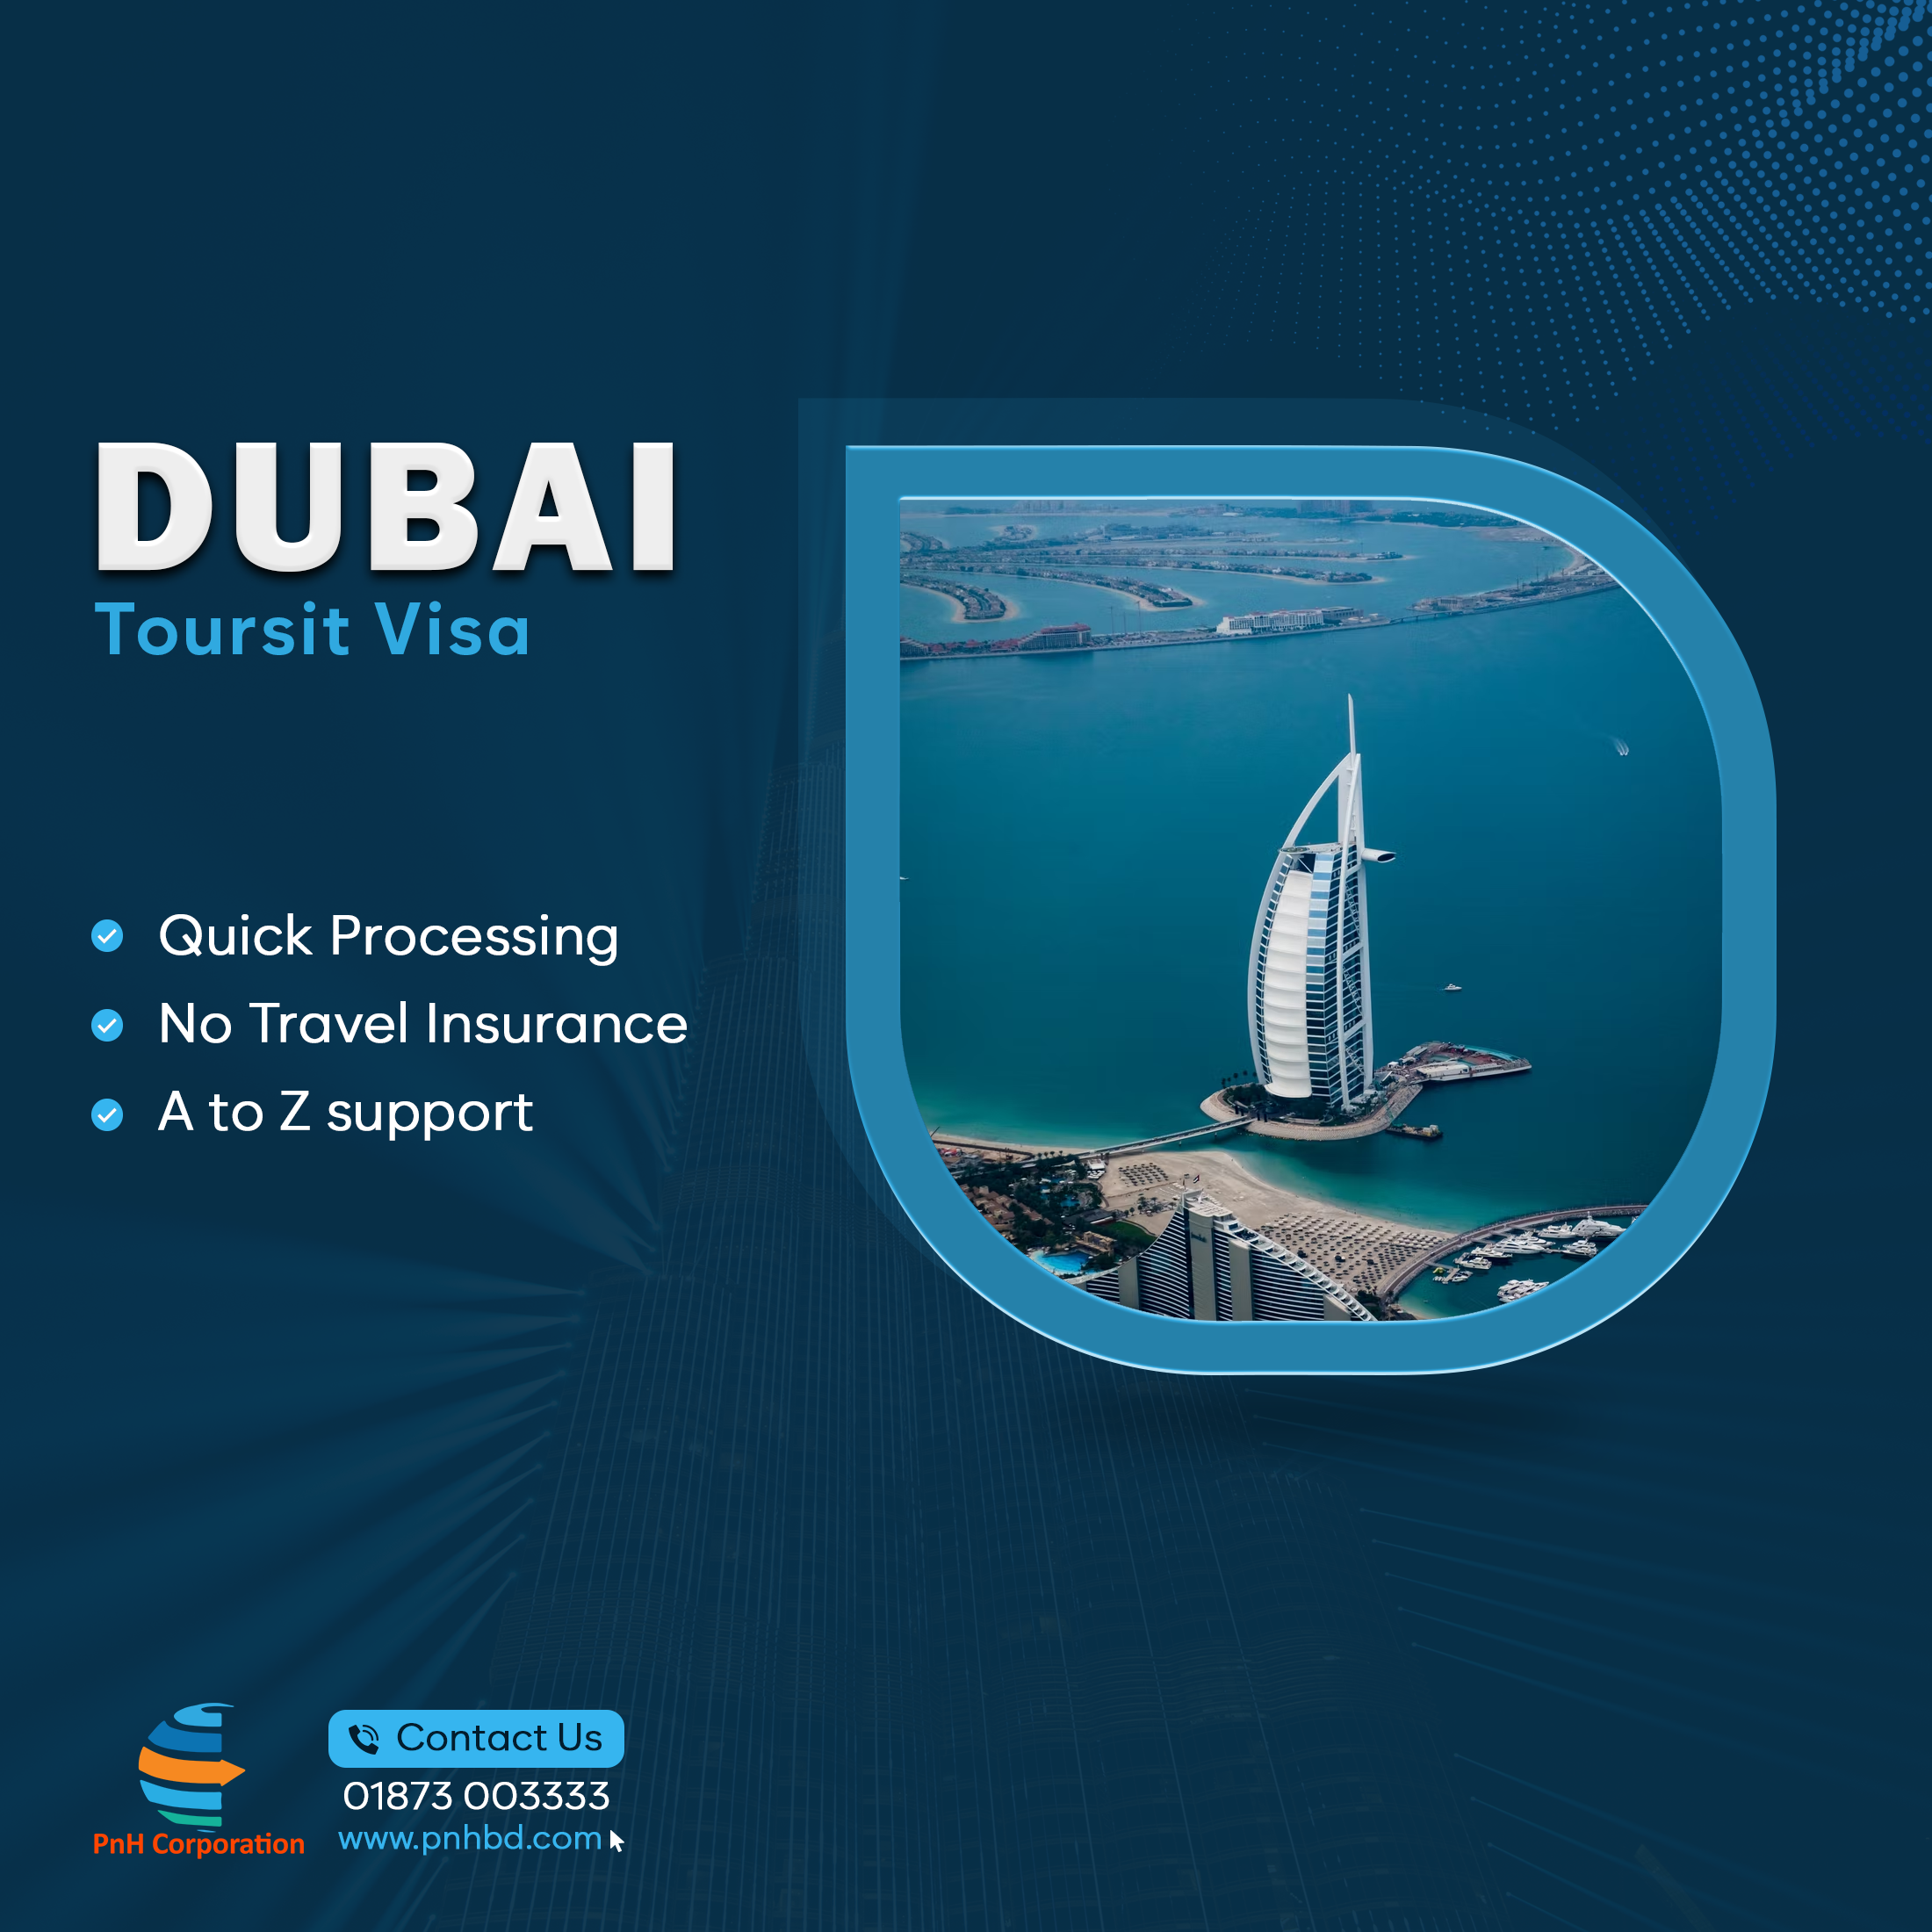 DUBAI
Toursit Visa
Quick Processing
No Travel Insurance
A to Z support
PnH Corporation
Contact Us
01873 003333
www.pnhbd.com